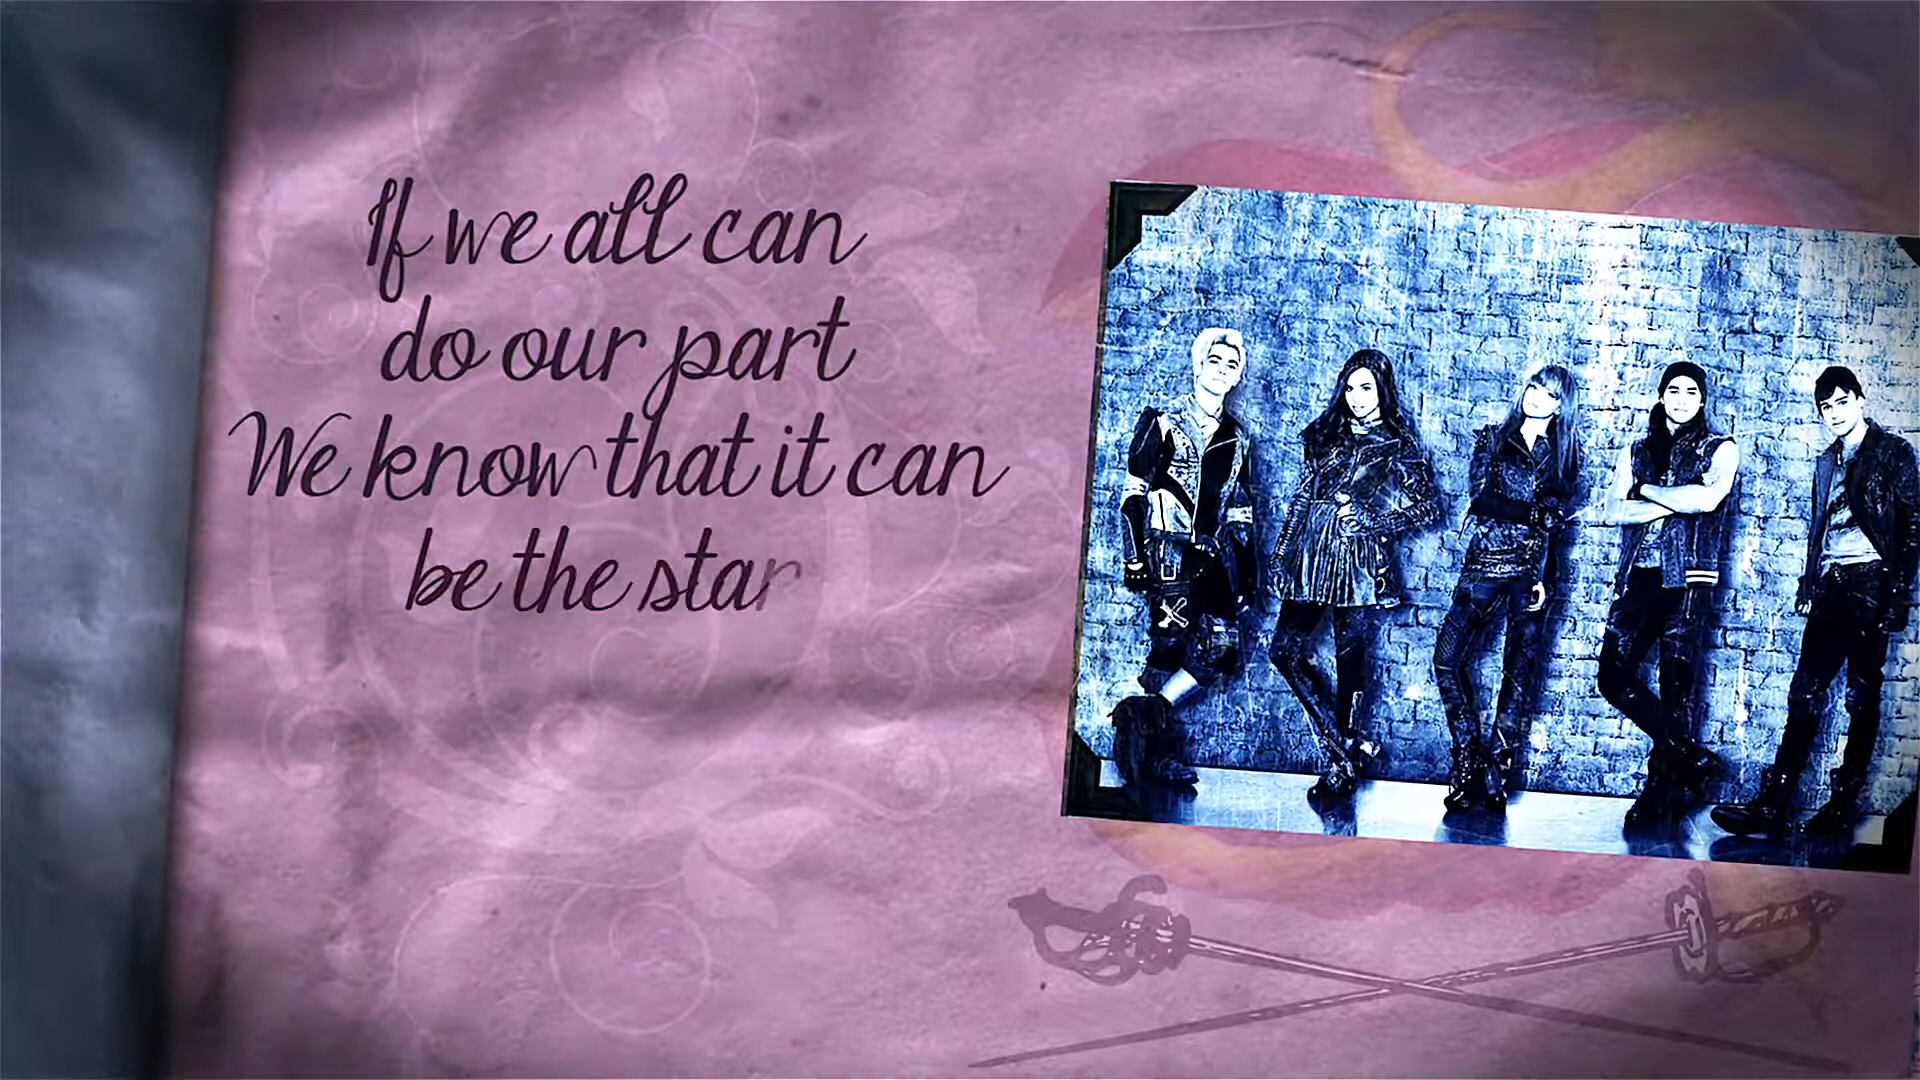 If we all can
do our part
We know that it can
be the star